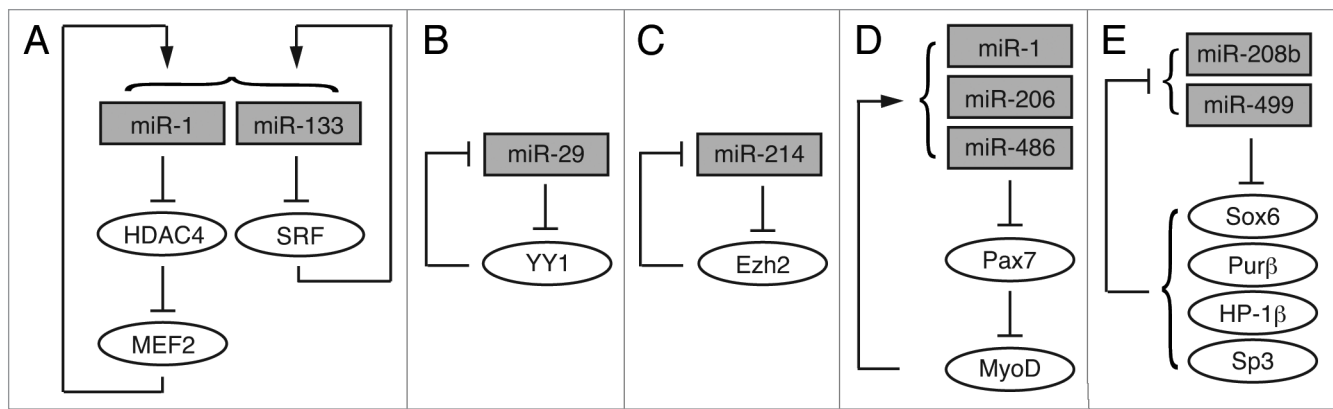 A
miR-1
miR-133
HDAC4
SRF
MEF2
B
miR-29
YY1
C
miR-214
Ezh2
D
miR-1
miR-206
miR-486
Pax7
MyoD
E
miR-208b
miR-499
Sox6
Purβ
HP-1β
Sp3